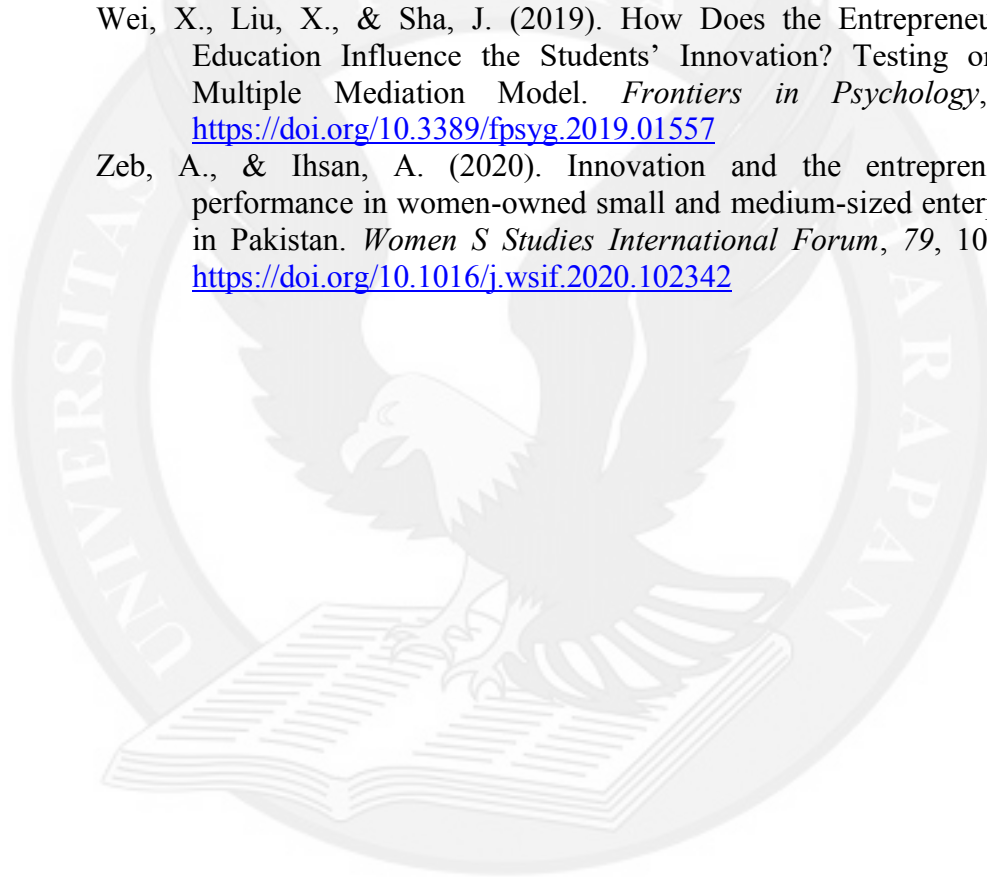 Wei, X., Liu, X., & Sha, J. (2019). How Does the Entrepreneu
Education Influence the Students’ Innovation? Testing or
Multiple Mediation Model. Frontiers in Psychology,
https://doi.org/10.3389/fpsyg.2019.01557
Zeb, A., & Ihsan, A. (2020). Innovation and the entrepren
performance in women-owned small and medium-sized enter
in Pakistan. Women S Studies International Forum, 79, 10
https://doi.org/10.1016/j.wsif.2020.102342
UNIVERSITAS
ARAPAN